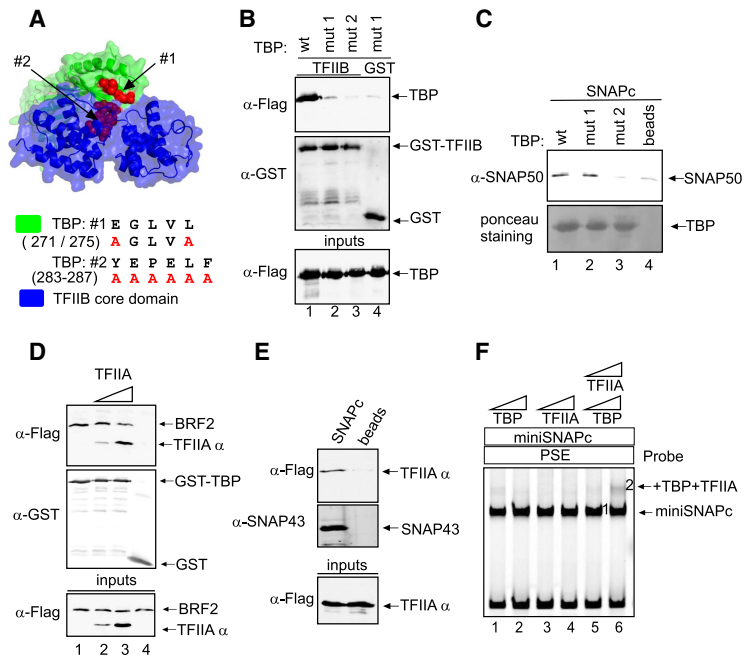 A
#2
#1
TBP: #1 E G L V L
(271 / 275) A G L V A
TBP: #2 Y E P E L F
(283-287) A A A A A A
TFIIB core domain
B
TBP: wt mut 1 mut 2 mut 1
TFIIB GST
α-Flag TBP
α-GST GST-TFIIB
GST
inputs
α-Flag TBP
1 2 3 4
C
SNAPc
TBP: wt mut 1 mut 2 beads
α-SNAP50 SNAP50
ponceau staining TBP
1 2 3 4
D
TFIIA
α-Flag BRF2
TFIIA α
α-GST GST-TBP
GST
inputs
α-Flag BRF2
TFIIA α
1 2 3 4
E
SNAPc beads
α-Flag TFIIA α
α-SNAP43 SNAP43
inputs
α-Flag TFIIA α
F
TFIIA
TBP TFIIA TBP
miniSNAPc
PSE Probe
2 +TBP+TFIIA
1 miniSNAPc
1 2 3 4 5 6